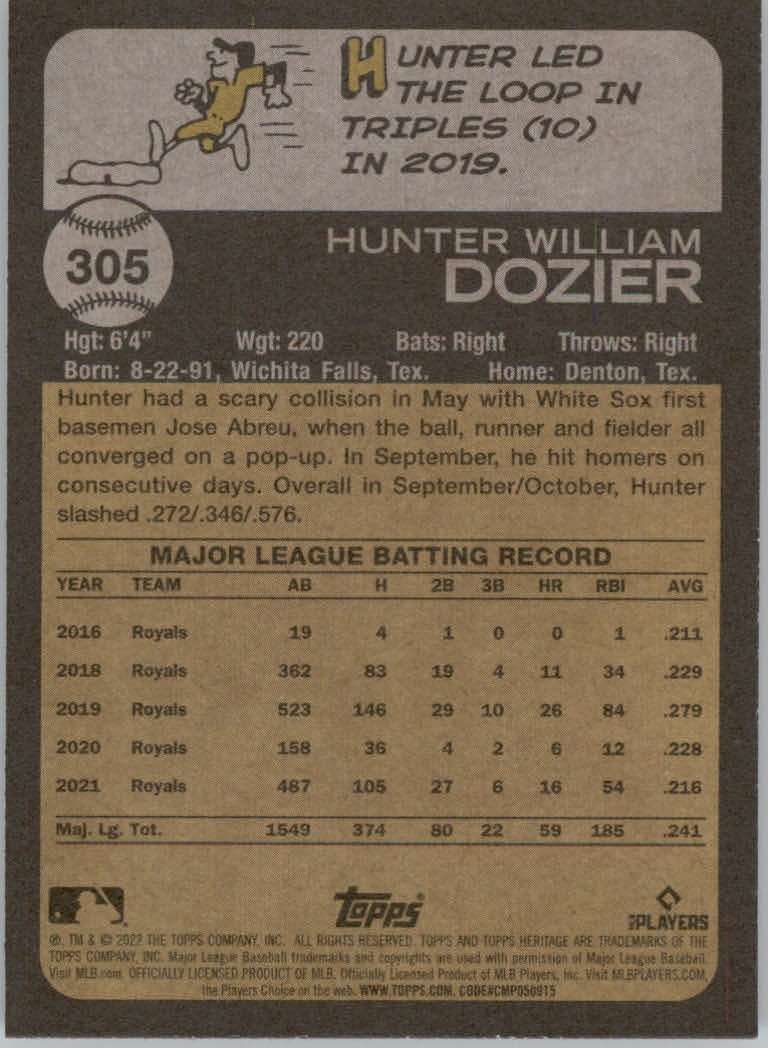 HUNTER LED
THE LOOP IN
TRIPLES (10)
IN 2019.
305
HUNTER WILLIAM
DOZIER
Hgt: 6'4" Wgt: 220 Bats: Right Throws: Right
Born: 8-22-91, Wichita Falls, Tex. Home: Denton, Tex.
Hunter had a scary collision in May with White Sox first
basemen Jose Abreu, when the ball, runner and fielder all
converged on a pop-up. In September, he hit homers on
consecutive days. Overall in September/October, Hunter
slashed .272/.346/.576.
MAJOR LEAGUE BATTING RECORD
YEAR TEAM AB H 2B 3B HR RBI AVG
2016 Royals 19 4 1 0 0 1 .211
2018 Royals 362 83 19 4 11 34 .229
2019 Royals 523 146 29 10 26 84 .279
2020 Royals 158 36 4 2 6 12 .228
2021 Royals 487 105 27 6 16 54 .216
Maj. Lg. Tot. 1549 374 80 22 59 185 .241
topps®
MLB PLAYERS
®, TM & © 2022 THE TOPPS COMPANY, INC. ALL RIGHTS RESERVED. TOPPS AND TOPPS HERITAGE ARE TRADEMARKS OF THE
TOPPS COMPANY, INC. Major League Baseball trademarks and copyrights are used with permission of Major League Baseball.
Visit MLB.com. OFFICIALLY LICENSED PRODUCT OF MLB. Officially Licensed Product of MLB Players, Inc. Visit MLBPLAYERS.COM,
the Players Choice on the web. WWW.TOPPS.COM. CODE#CMP050915